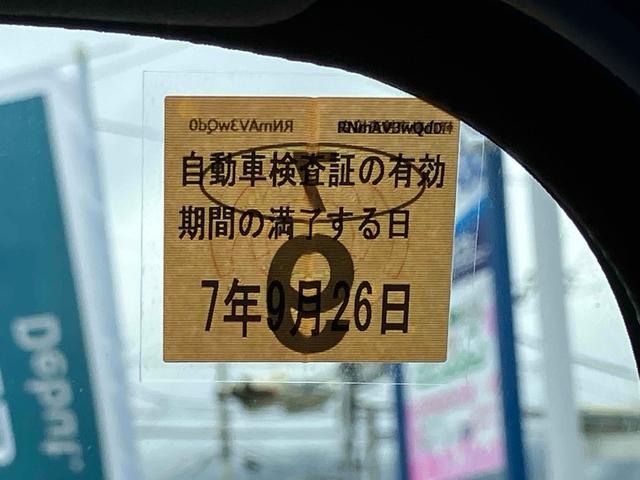 自動車検査証の有効
期間の満了する日
7年9月26日
Debut